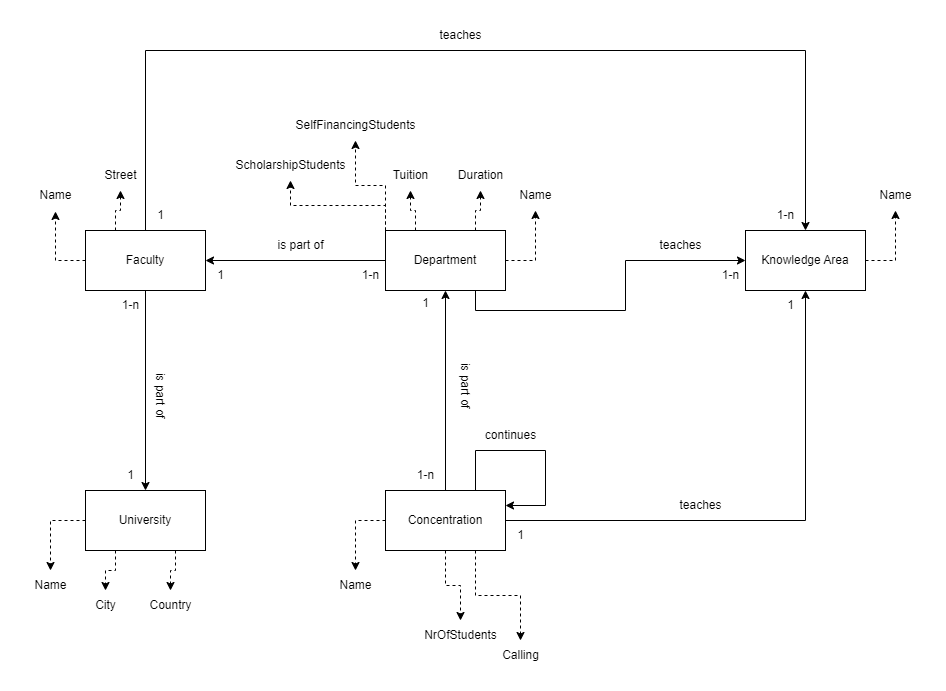 teaches
SelfFinancingStudents
ScholarshipStudents
Street
Tuition
Duration
Name
Name
Name
1
1-n
Faculty
is part of
Department
teaches
Knowledge Area
1
1-n
1-n
1-n
1
1
is part of
is part of
continues
1
1-n
teaches
University
Concentration
1
Name
Name
City
Country
NrOfStudents
Calling